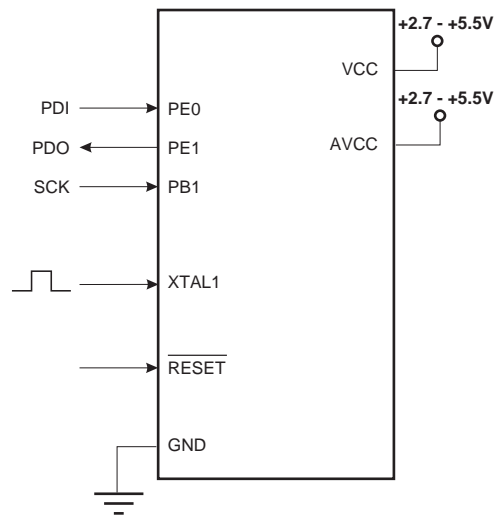 +2.7 - +5.5V
VCC
+2.7 - +5.5V
PDI PE0
PDO PE1 AVCC
SCK PB1
XTAL1
RESET
GND